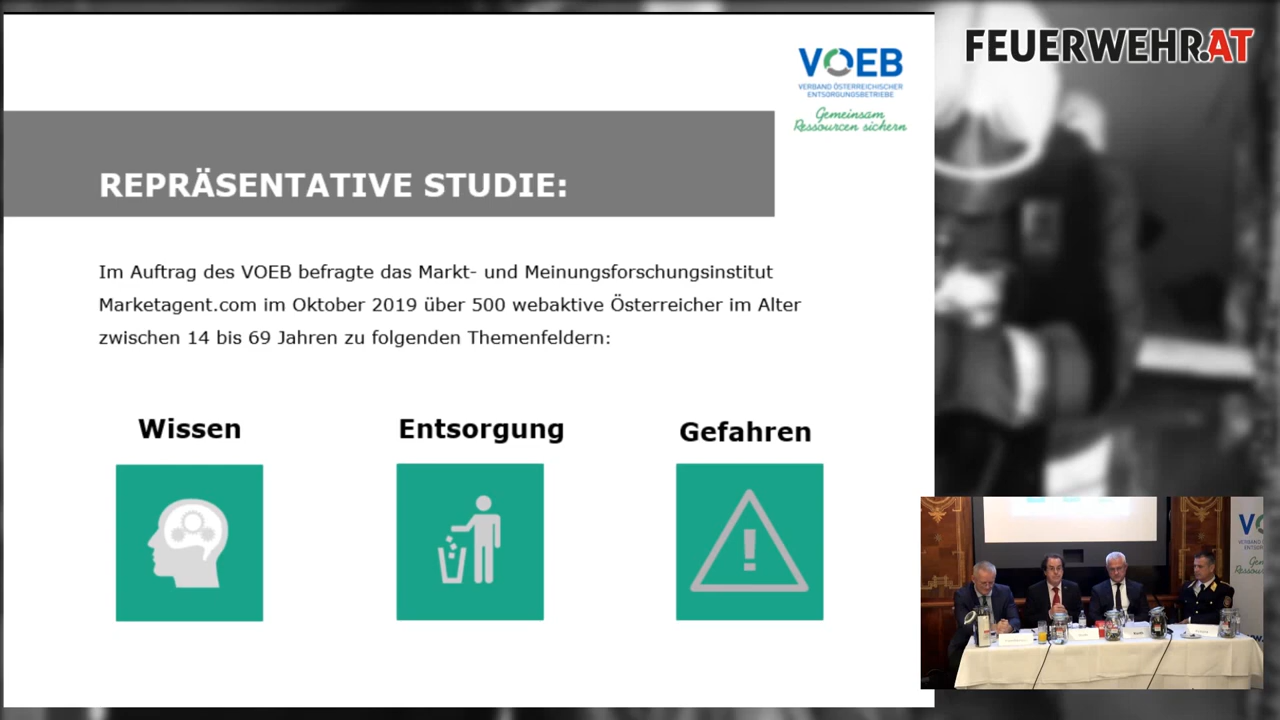 FEUERWEHR.AT
VOEB
VERBAND ÖSTERREICHISCHER
ENTSORGUNGSBETRIEBE
Gemeinsam
Ressourcen sichern
REPRÄSENTATIVE STUDIE:
Im Auftrag des VOEB befragte das Markt- und Meinungsforschungsinstitut
Marketagent.com im Oktober 2019 über 500 webaktive Österreicher im Alter
zwischen 14 bis 69 Jahren zu folgenden Themenfeldern:
Wissen
Entsorgung
Gefahren